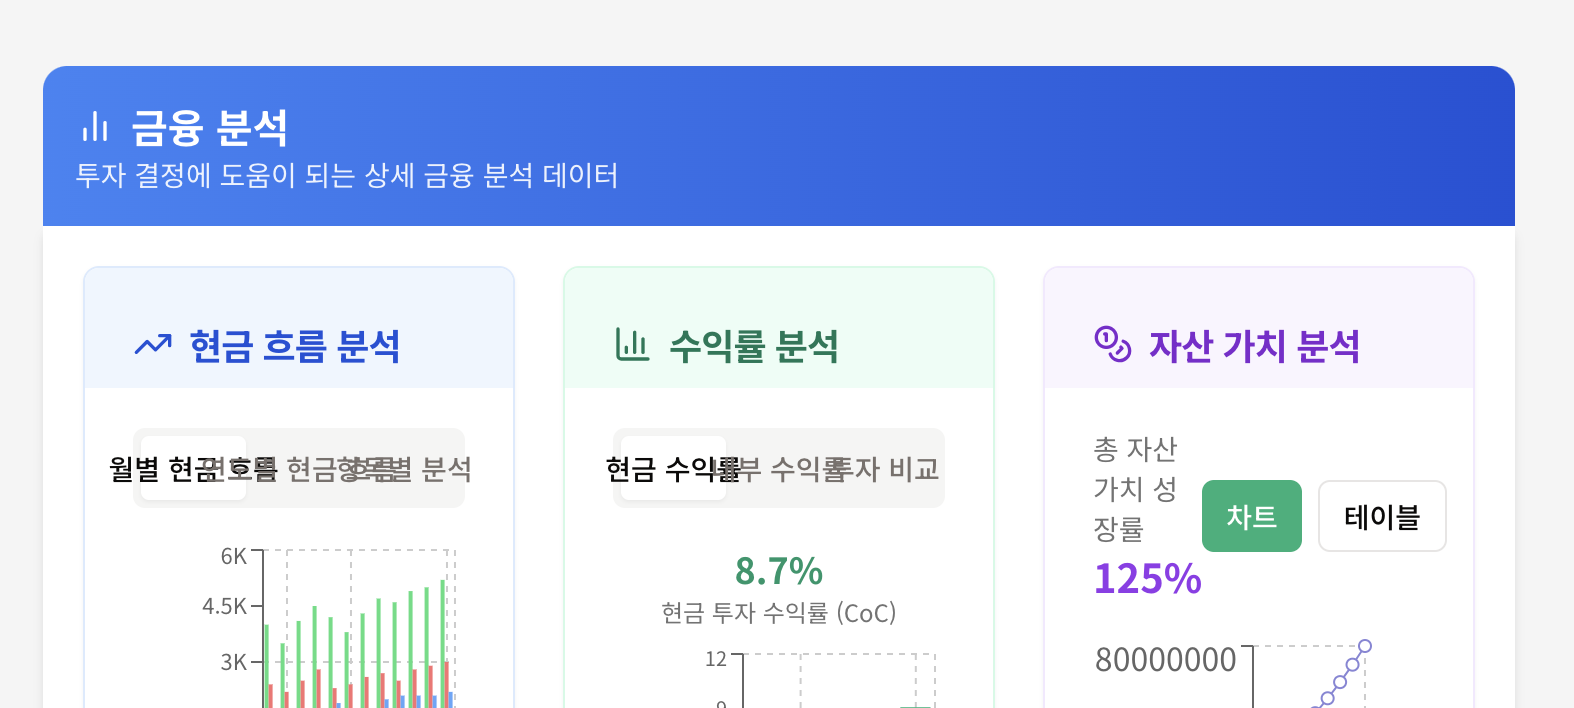 금융 분석
투자 결정에 도움이 되는 상세 금융 분석 데이터
현금 흐름 분석
월별 현금 흐름 현금 흐름 항목별 분석
6K
4.5K
3K
수익률 분석
현금 수익률 내부 수익률 투자 비교
8.7%
현금 투자 수익률 (CoC)
12
9
자산 가치 분석
총 자산
가치 성
장률
125%
차트
테이블
80000000